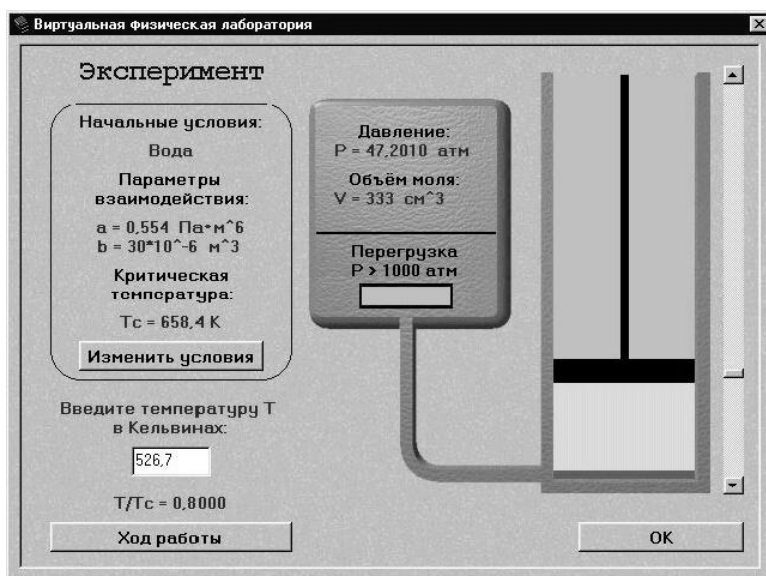 Виртуальная физическая лаборатория
Эксперимент
Начальные условия:
Вода
Параметры
взаимодействия:
a = 0,554 Па*м^6
b = 30*10^-6 м^3
Критическая
температура:
Tc = 658,4 К
Изменить условия
Введите температуру Т
в Кельвинах:
526,7
T/Tc = 0,8000
Ход работы
Давление:
P = 47,2010 атм
Объём моля:
V = 333 см^3
Перегрузка
P > 1000 атм
OK